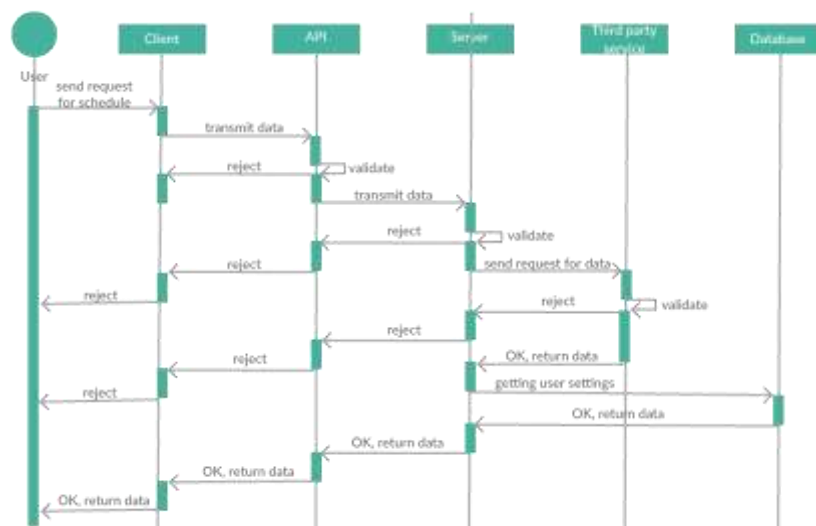 Client
API
Server
Third party
service
Database
User
send request
for schedule
transmit data
reject
validate
transmit data
reject
validate
reject
send request for data
reject
reject
validate
reject
reject
OK, return data
reject
getting user settings
OK, return data
OK, return data
OK, return data
OK, return data